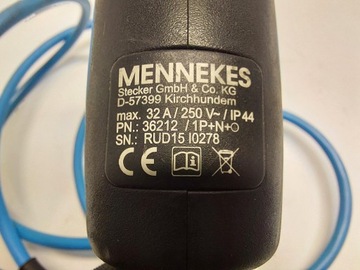 MENNEKES
Stecker GmbH & Co. KG
D-57399 Kirchhundem
max. 32 A / 250 V~ / IP44
PN.: 36212 / 1P+N+⏚
SN.: RUD15 I0278
CE